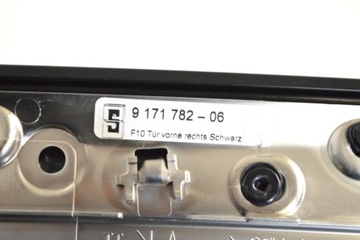 S
9 171 782 – 06
F10 Tür vorne rechts Schwarz